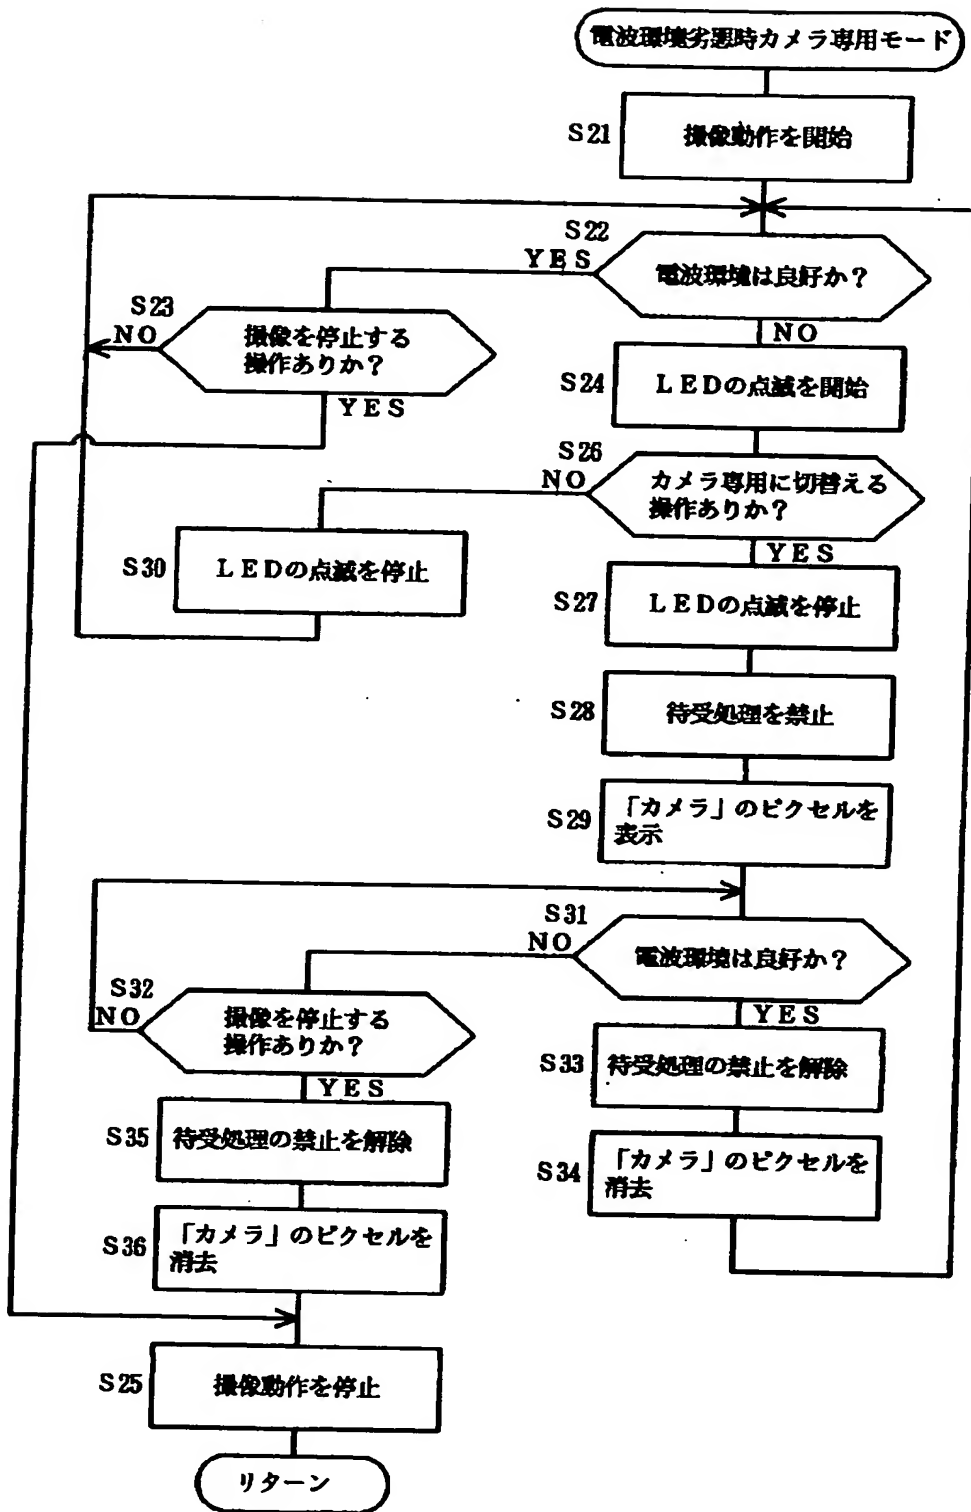 電波環境劣悪時カメラ専用モード
S21
撮像動作を開始
S22
YES
電波環境は良好か？
NO
S23
NO
撮像を停止する
操作ありか？
YES
S24
LEDの点滅を開始
S26
NO
カメラ専用に切替える
操作ありか？
YES
S30
LEDの点滅を停止
S27
LEDの点滅を停止
S28
待受処理を禁止
S29
「カメラ」のピクセルを
表示
S31
NO
電波環境は良好か？
YES
S32
NO
撮像を停止する
操作ありか？
YES
S33
待受処理の禁止を解除
S35
待受処理の禁止を解除
S34
「カメラ」のピクセルを
消去
S36
「カメラ」のピクセルを
消去
S25
撮像動作を停止
リターン